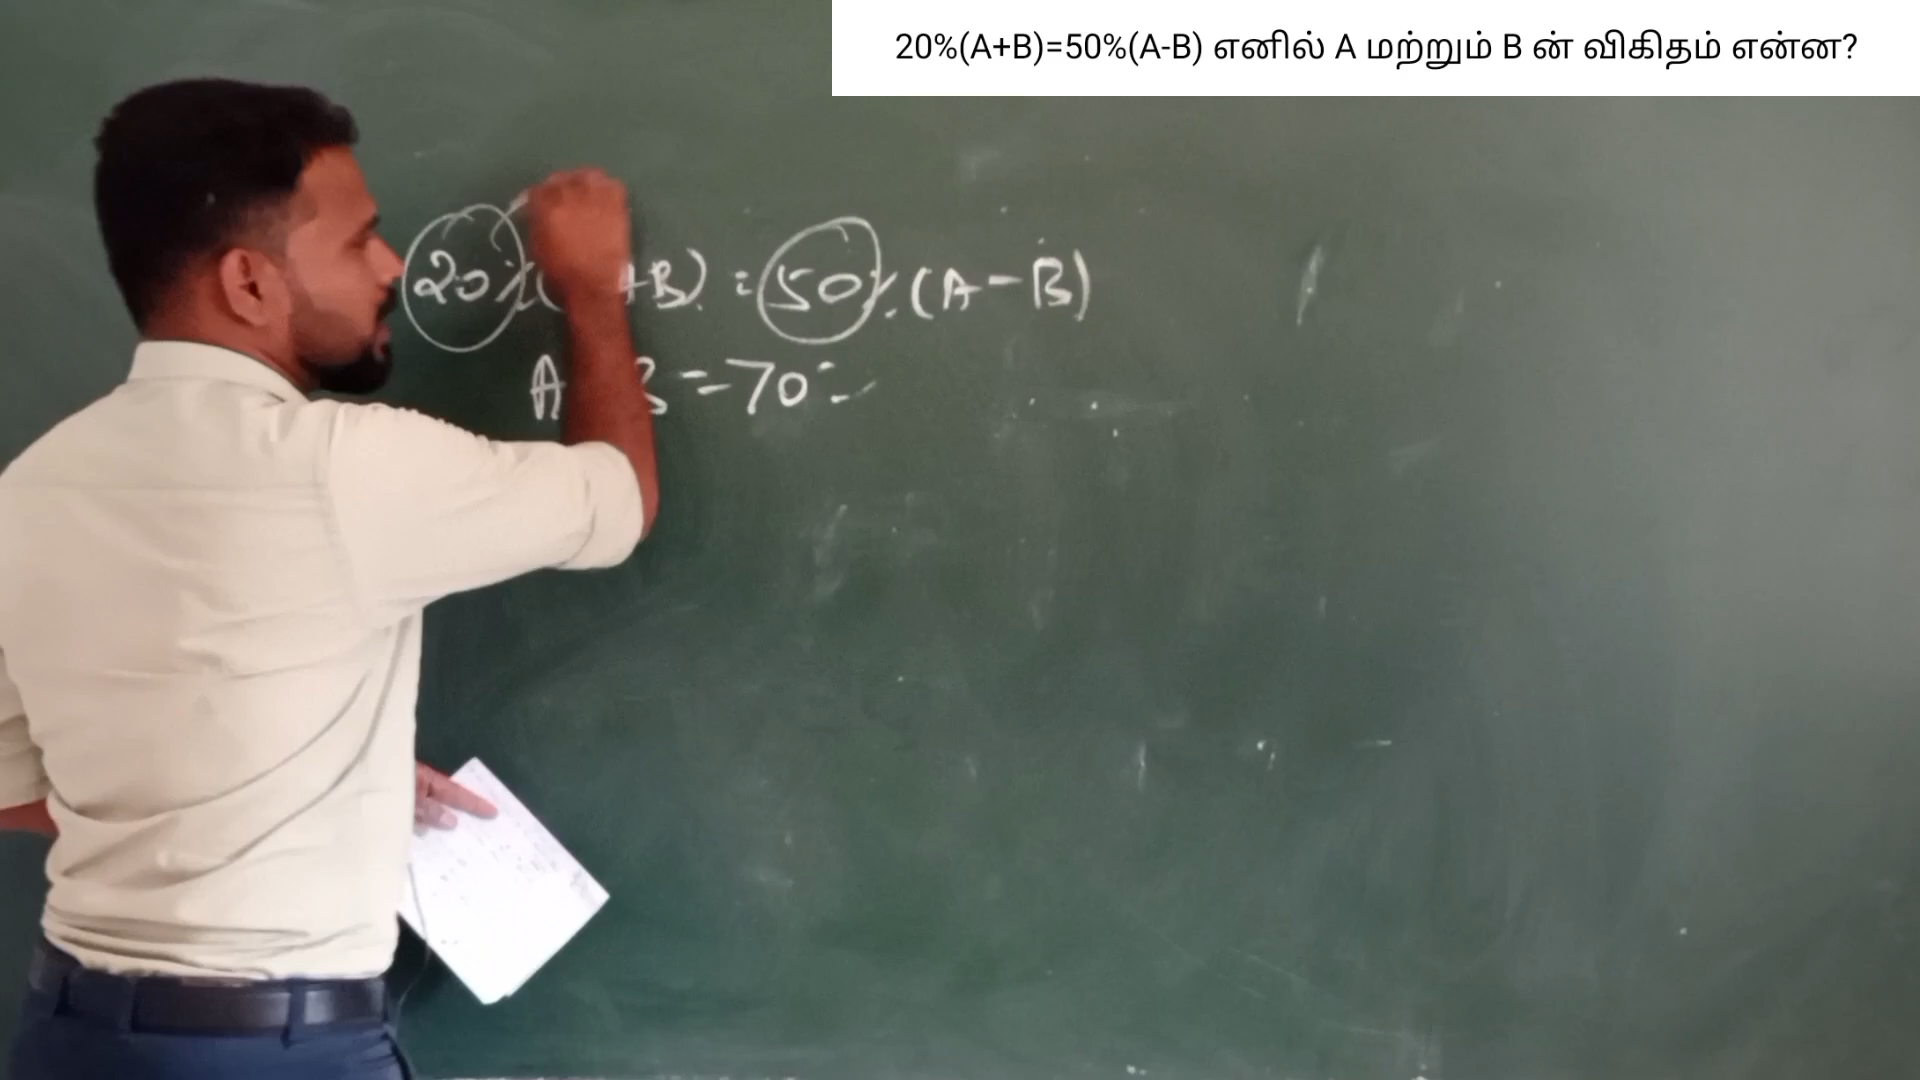 20%(A+B)=50%(A-B) எனில் A மற்றும் B ன் விகிதம் என்ன?
20%( +B) = 50%(A-B)
A B = 70: